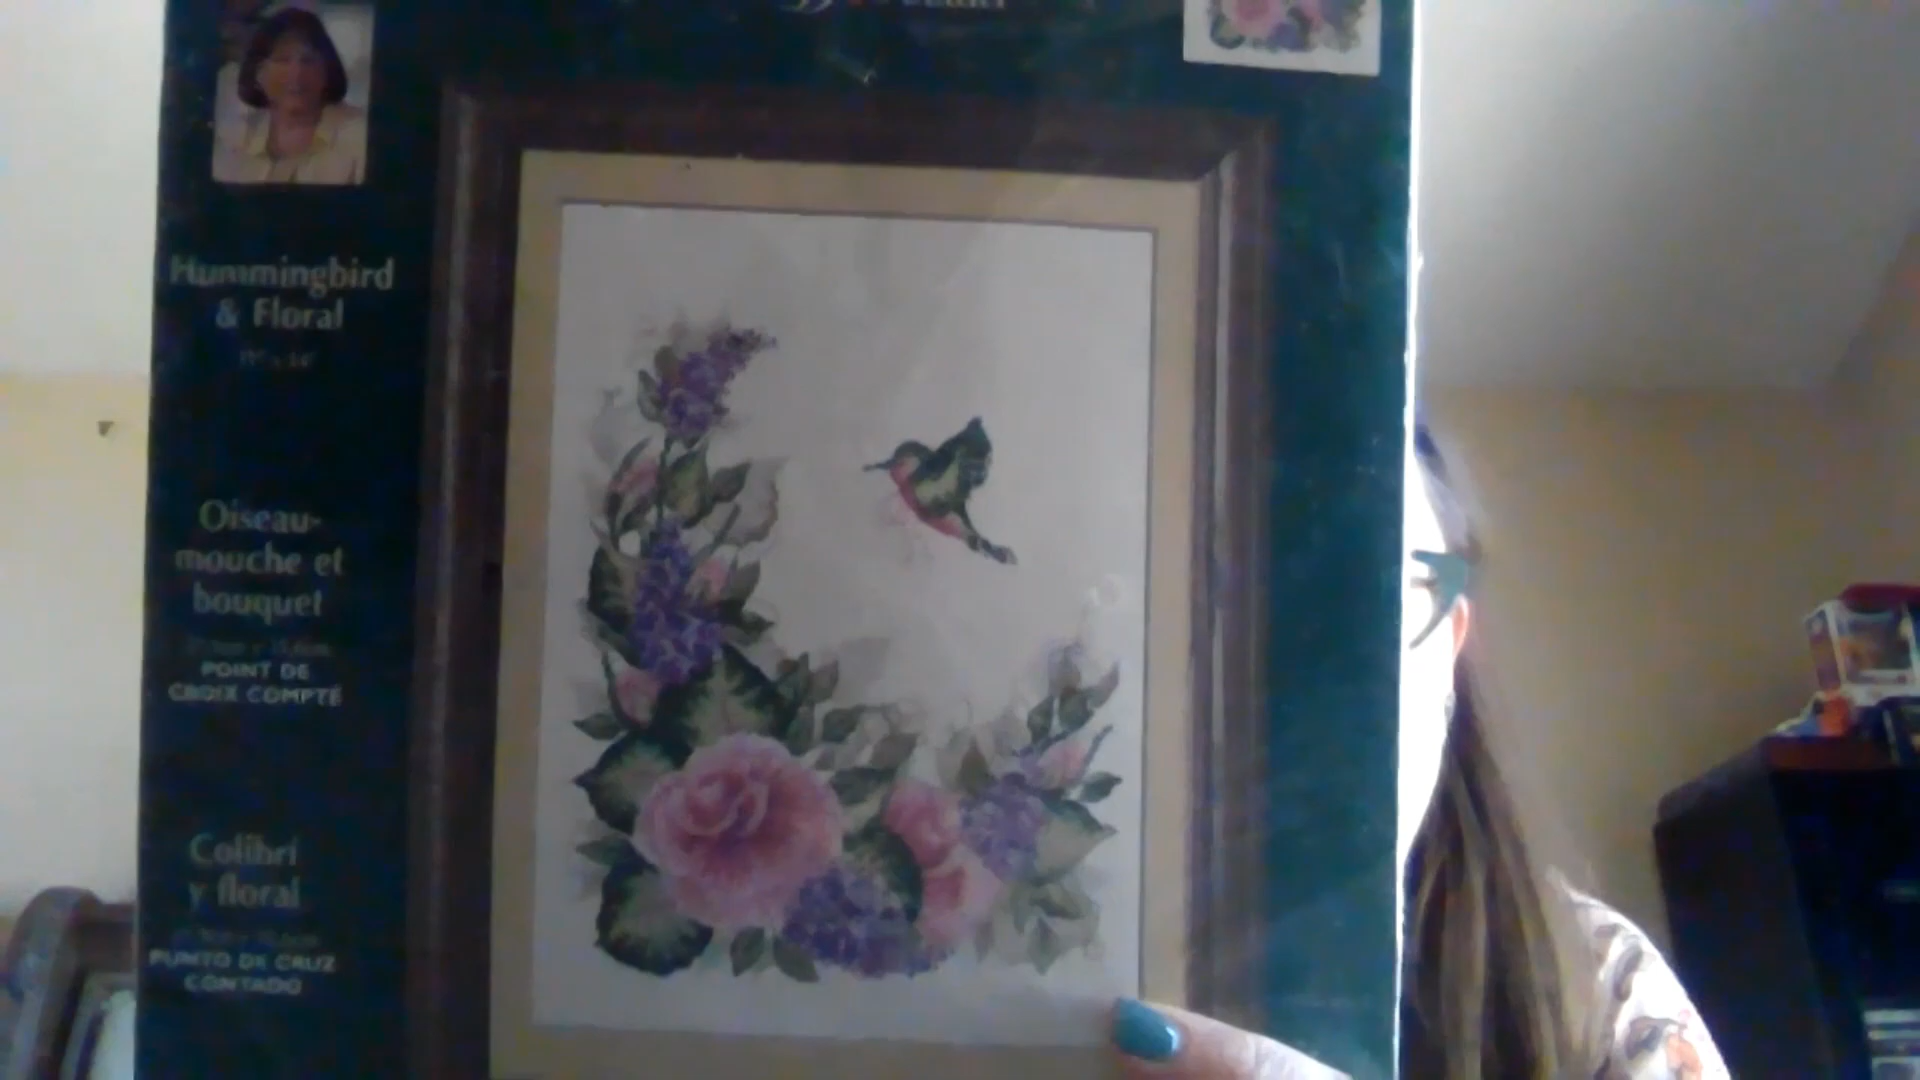 Hummingbird
& Floral
Oiseau-
mouche et
bouquet
POINT DE
CROIX COMPTÉ
Colibrí
y floral
PUNTO DE CRUZ
CONTADO